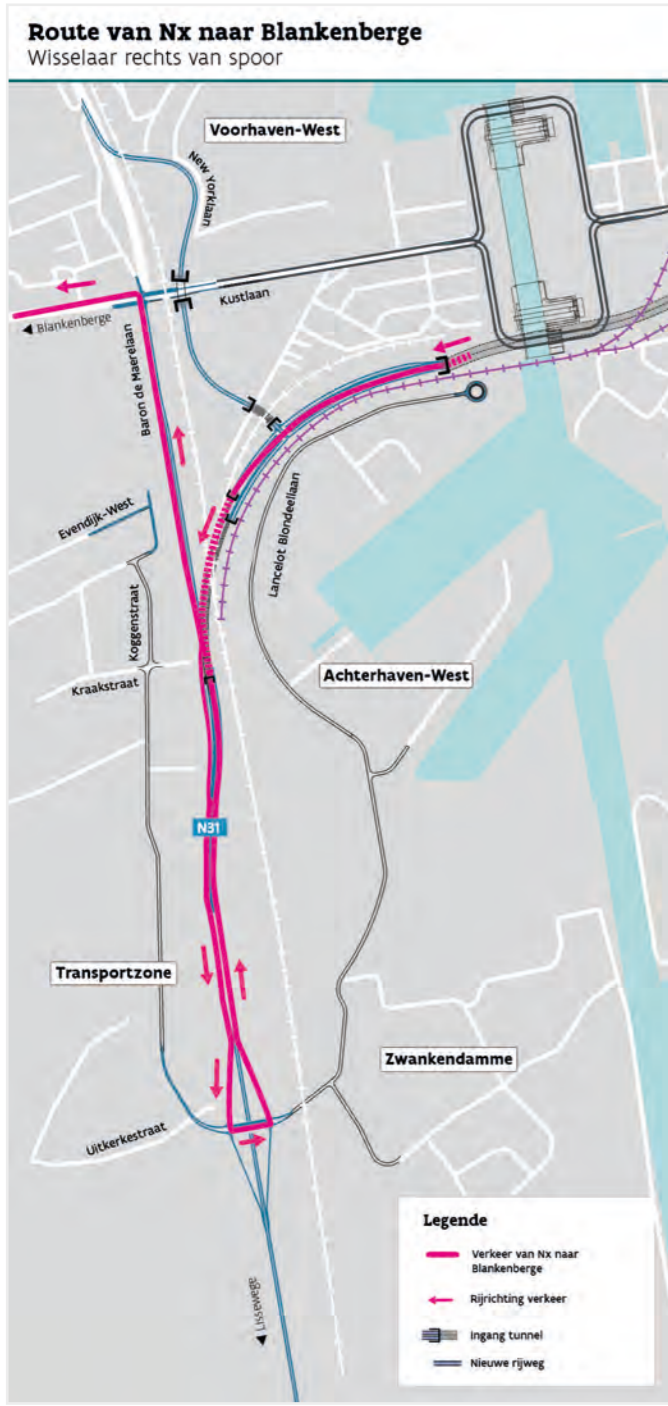 Route van Nx naar Blankenberge
Wisselaar rechts van spoor
Voorhaven-West
New Yorklaan
Kustlaan
◄ Blankenberge
Baron de Maerelaan
Evendijk-West
Lancelot Blondeellaan
Koggenstraat
Kraakstraat
Achterhaven-West
N31
Transportzone
Zwankendamme
Uitkerkestraat
◄ Lissewege
Legende
Verkeer van Nx naar
Blankenberge
Rijrichting verkeer
Ingang tunnel
Nieuwe rijweg